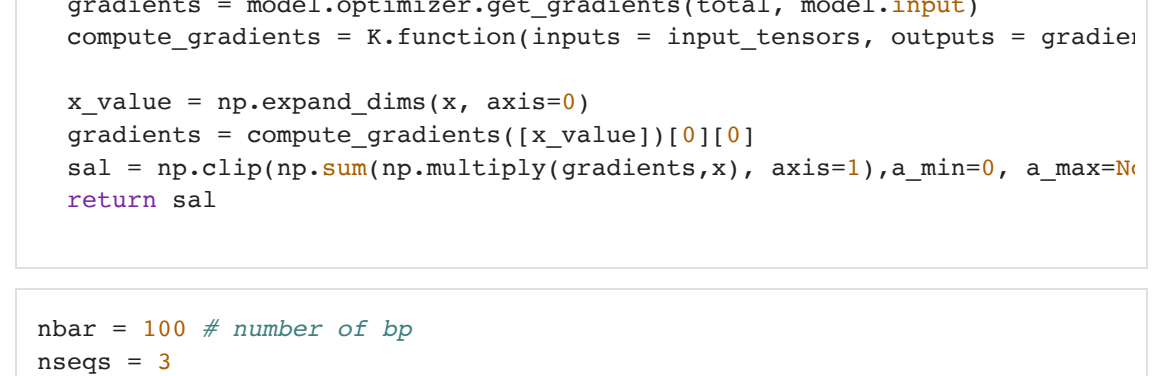 gradients = model.optimizer.get_gradients(total, model.input)
compute_gradients = K.function(inputs = input_tensors, outputs =
x_value = np.expand_dims(x, axis=0)
gradients = compute_gradients([x_value])[0][0]
sal = np.clip(np.sum(np.multiply(gradients,x), axis=1),a_min=0, a_max=
return sal
nbar = 100 # number of bp
nseqs = 3